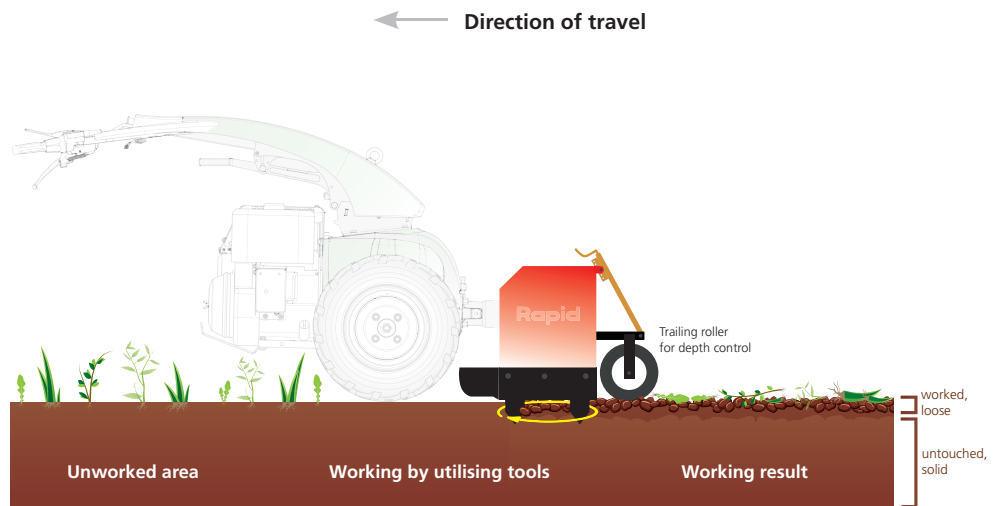 Direction of travel
Rapid
Trailing roller
for depth control
worked,
loose
untouched,
solid
Unworked area
Working by utilising tools
Working result